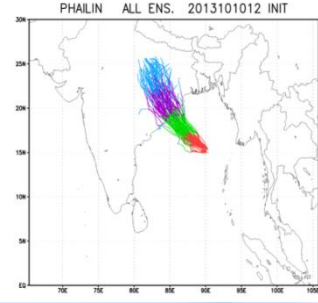 PHAILIN ALL ENS. 2013101012 INIT
30N
25N
20N
15N
10N
5N
EQ
70E 75E 80E 85E 90E 95E 100E 105E